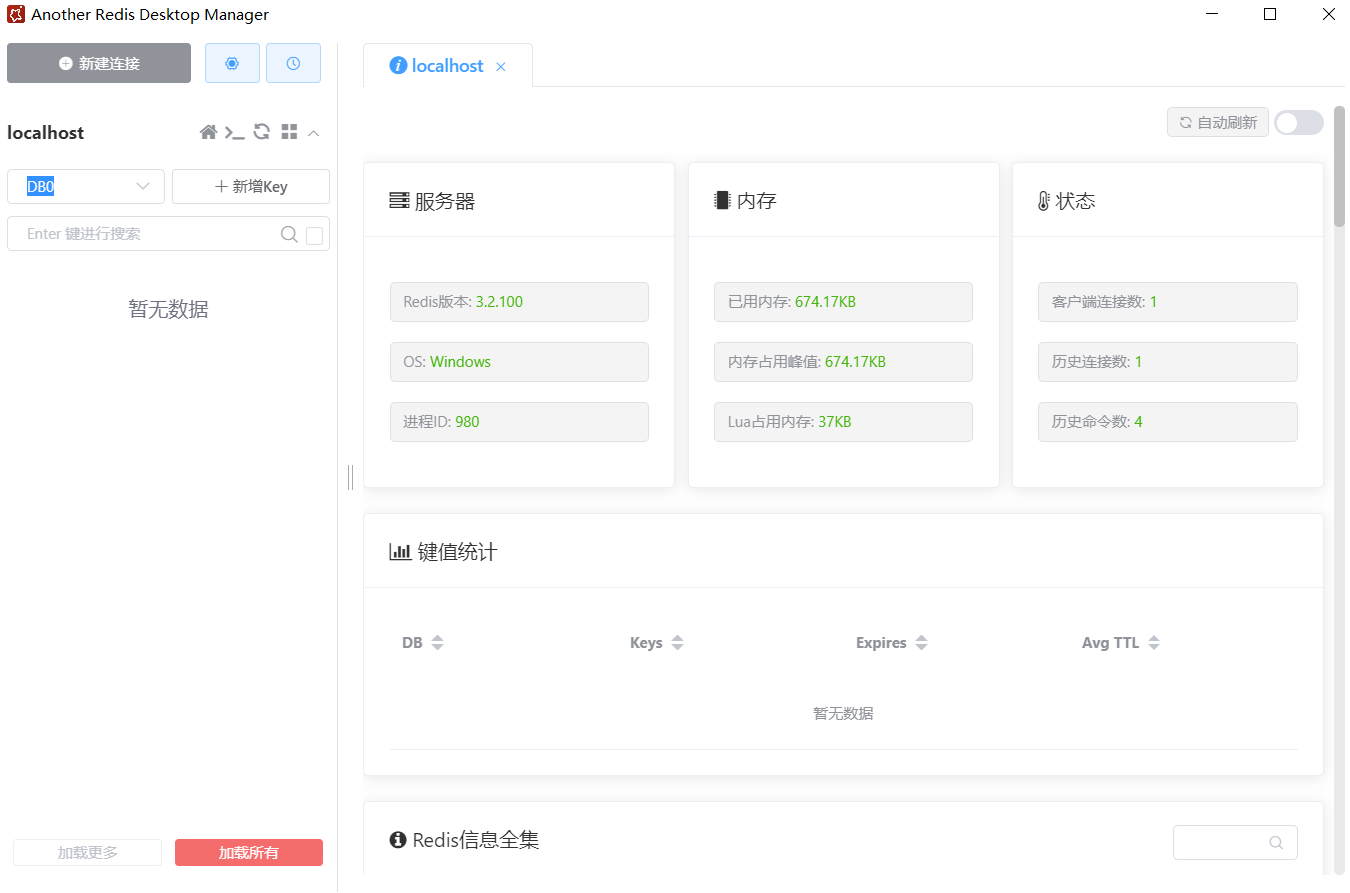 Another Redis Desktop Manager
新建连接
localhost
localhost
自动刷新
DB0
新增Key
Enter 键进行搜索
暂无数据
服务器
Redis版本: 3.2.100
OS: Windows
进程ID: 980
内存
已用内存: 674.17KB
内存占用峰值: 674.17KB
Lua占用内存: 37KB
状态
客户端连接数: 1
历史连接数: 1
历史命令数: 4
键值统计
DB Keys Expires Avg TTL
暂无数据
Redis信息全集
加载更多
加载所有